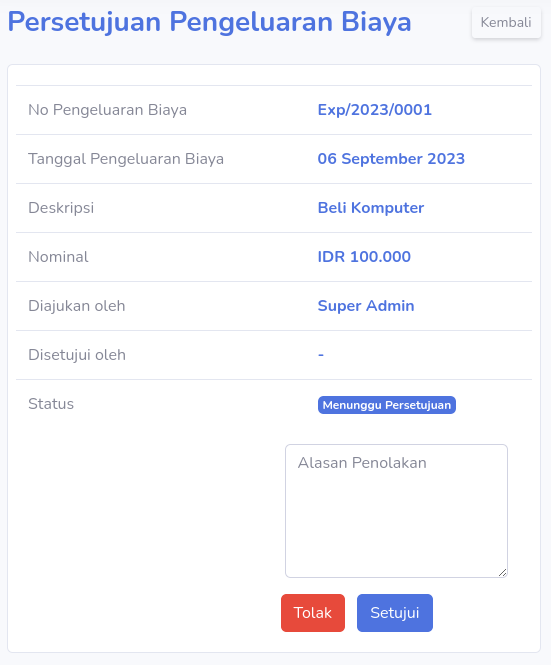 Persetujuan Pengeluaran Biaya
Kembali
No Pengeluaran Biaya Exp/2023/0001
Tanggal Pengeluaran Biaya 06 September 2023
Deskripsi Beli Komputer
Nominal IDR 100.000
Diajukan oleh Super Admin
Disetujui oleh -
Status Menunggu Persetujuan
Alasan Penolakan
Tolak Setujui